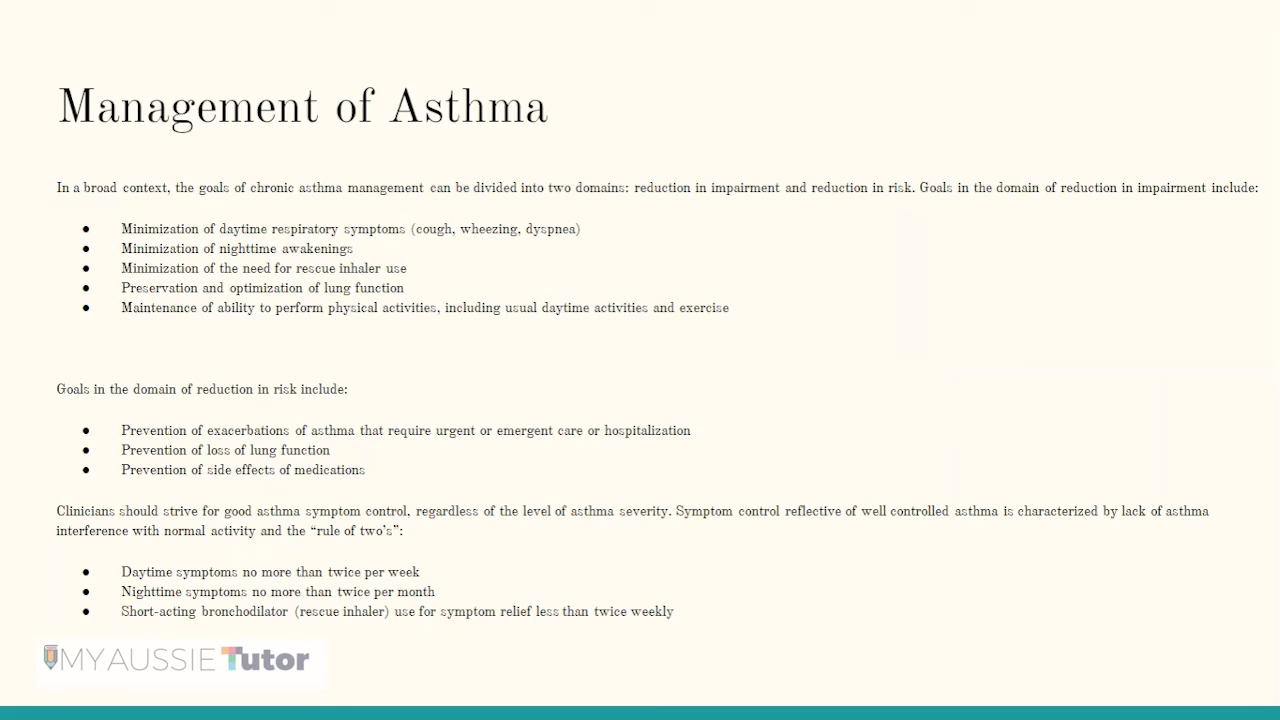 Management of Asthma
In a broad context, the goals of chronic asthma management can be divided into two domains: reduction in impairment and reduction in risk. Goals in the domain of reduction in impairment include:
● Minimization of daytime respiratory symptoms (cough, wheezing, dyspnea)
● Minimization of nighttime awakenings
● Minimization of the need for rescue inhaler use
● Preservation and optimization of lung function
● Maintenance of ability to perform physical activities, including usual daytime activities and exercise
Goals in the domain of reduction in risk include:
● Prevention of exacerbations of asthma that require urgent or emergent care or hospitalization
● Prevention of loss of lung function
● Prevention of side effects of medications
Clinicians should strive for good asthma symptom control, regardless of the level of asthma severity. Symptom control reflective of well controlled asthma is characterized by lack of asthma
interference with normal activity and the “rule of two’s”:
● Daytime symptoms no more than twice per week
● Nighttime symptoms no more than twice per month
● Short-acting bronchodilator (rescue inhaler) use for symptom relief less than twice weekly
MY AUSSIE Tutor